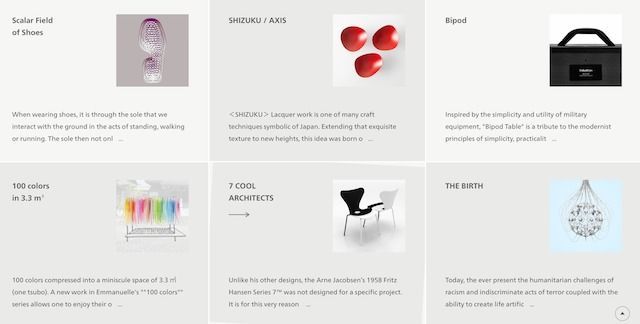 Scalar Field
of Shoes
When wearing shoes, it is through the sole that we
interact with the ground in the acts of standing, walking
or running. The sole then not onl ...
SHIZUKU / AXIS
<SHIZUKU> Lacquer work is one of many craft
techniques symbolic of Japan. Extending that exquisite
texture to new heights, this idea was born o ...
Bipod
Inspired by the simplicity and utility of military
equipment, "Bipod Table" is a tribute to the modernist
principles of simplicity, practicalit ...
100 colors
in 3.3 m²
100 colors compressed into a miniscule space of 3.3 ㎡
(one tsubo). A new work in Emmanuelle's ""100 colors""
series allows one to enjoy their o ...
7 COOL
ARCHITECTS
Unlike his other designs, the Arne Jacobsen's 1958 Fritz
Hansen Series 7™ was not designed for a specific project.
It is for this very reason ...
THE BIRTH
Today, the ever present the humanitarian challenges of
racism and indiscriminate acts of terror coupled with the
ability to create life artific ...